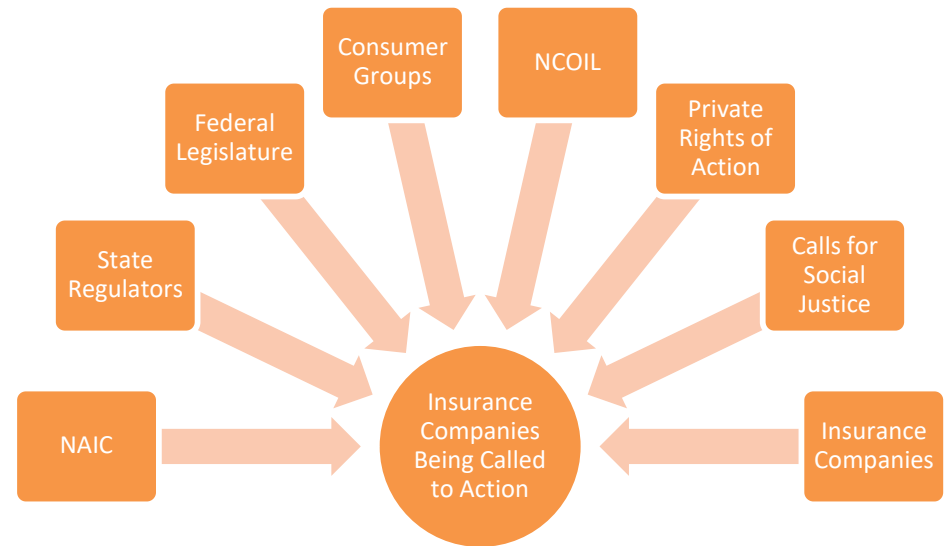 Consumer
Groups
NCOIL
Federal
Legislature
Private
Rights of
Action
State
Regulators
Calls for
Social
Justice
NAIC
Insurance
Companies
Being Called
to Action
Insurance
Companies